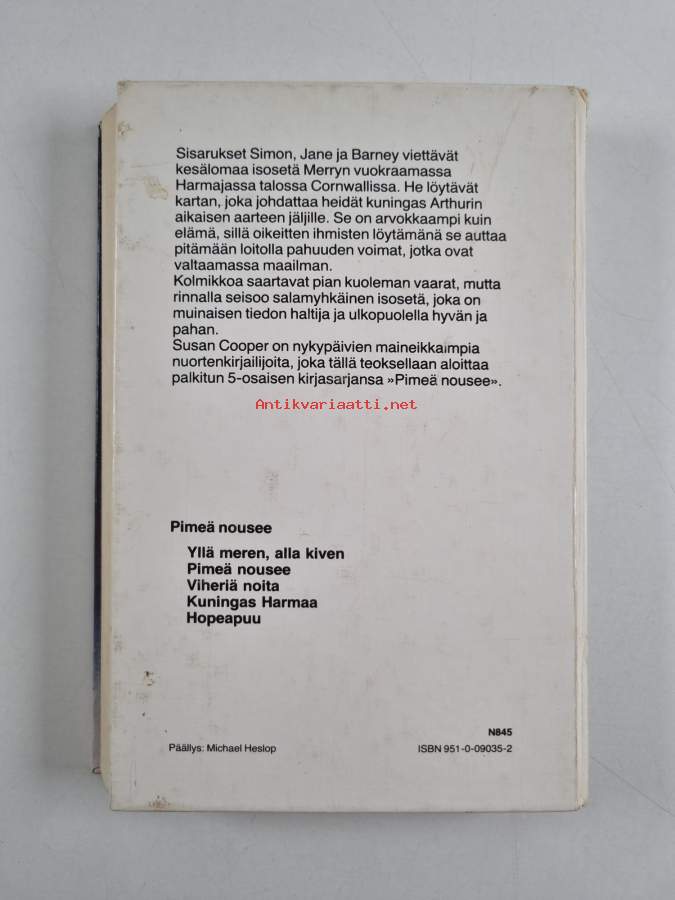 Sisarukset Simon, Jane ja Barney viettävät
kesälomaa isosetä Merryn vuokraamassa
Harmajassa talossa Cornwallissa. He löytävät
kartan, joka johdattaa heidät kuningas Arthurin
aikaisen aarteen jäljille. Se on arvokkaampi kuin
elämä, sillä oikeitten ihmisten löytämänä se auttaa
pitämään loitolla pahuuden voimat, jotka ovat
valtaamassa maailman.
Kolmikkoa saartavat pian kuoleman vaarat, mutta
rinnalla seisoo salamyhkäinen isosetä, joka on
muinaisen tiedon haltija ja ulkopuolella hyvän ja
pahan.
Susan Cooper on nykypäivien maineikkaimpia
nuortenkirjailijoita, joka tällä teoksellaan aloittaa
palkitun 5-osaisen kirjasarjansa »Pimeä nousee».
Antikvariaatti.net
Pimeä nousee
Yllä meren, alla kiven
Pimeä nousee
Viheriä noita
Kuningas Harmaa
Hopeapuu
N845
Päällys: Michael Heslop
ISBN 951-0-09035-2